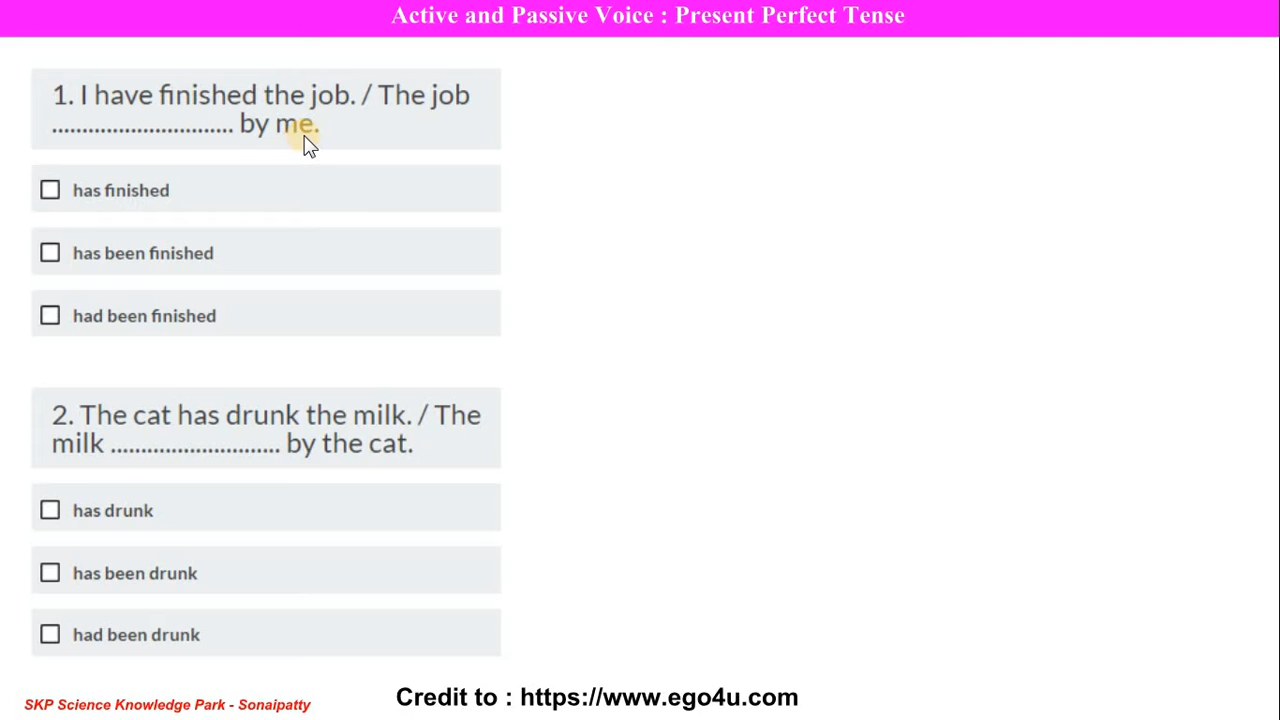 Active and Passive Voice : Present Perfect Tense
1. I have finished the job. / The job
.............................. by me.
has finished
has been finished
had been finished
2. The cat has drunk the milk. / The
milk ............................ by the cat.
has drunk
has been drunk
had been drunk
SKP Science Knowledge Park - Sonaipatty
Credit to : https://www.ego4u.com